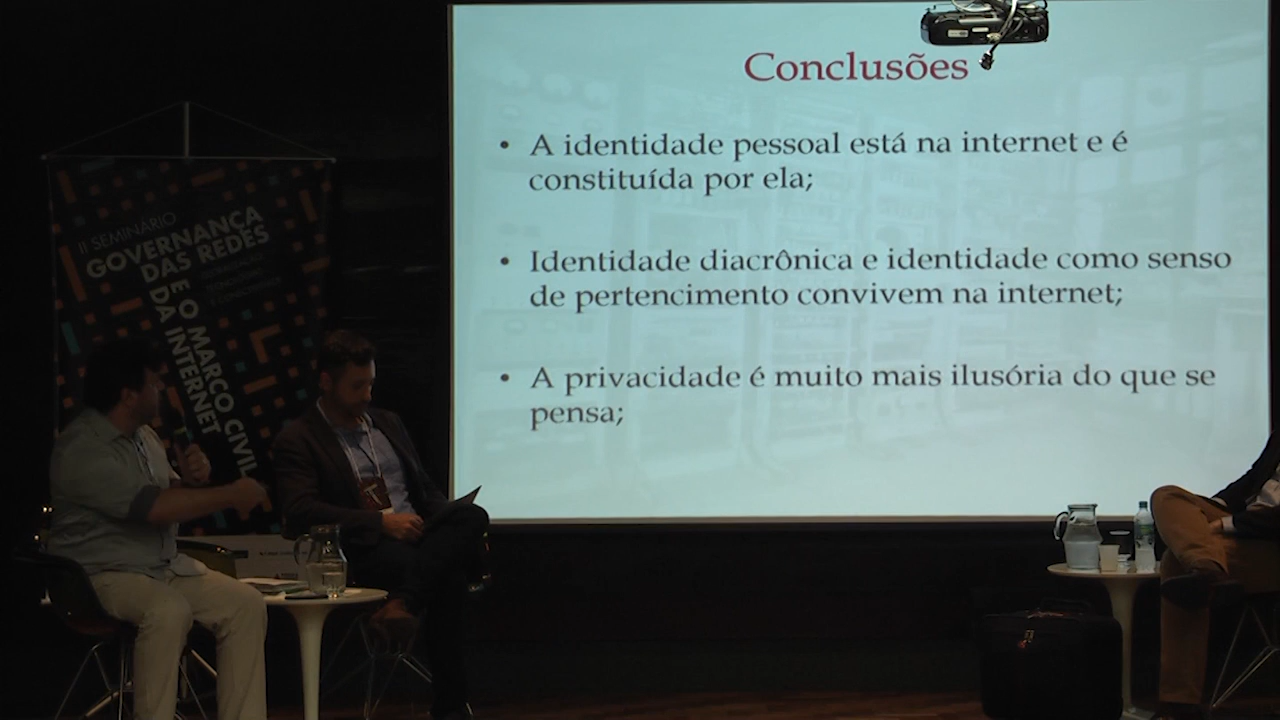 Conclusões
• A identidade pessoal está na internet e é
constituída por ela;
• Identidade diacrônica e identidade como senso
de pertencimento convivem na internet;
• A privacidade é muito mais ilusória do que se
pensa;
II SEMINÁRIO
GOVERNANÇA
DAS REDES
E O MARCO CIVIL
DA INTERNET